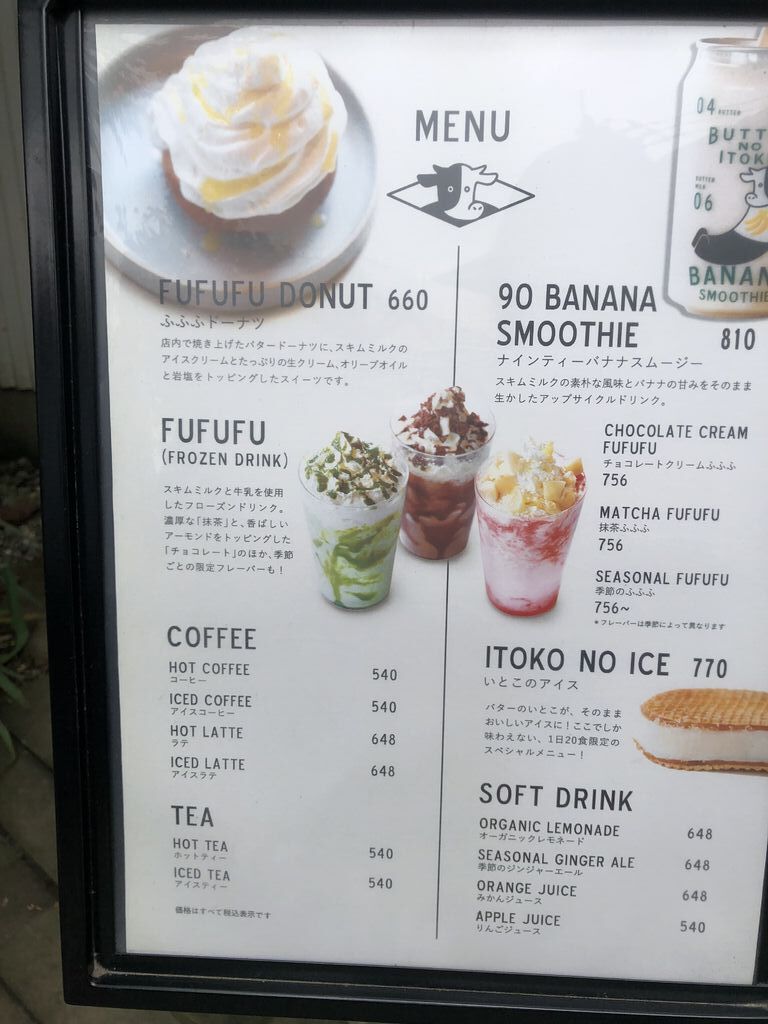 MENU
FUFUFU DONUT 660
ふふふドーナツ
店内で焼き上げたバタードーナツに、スキムミルクの
アイスクリームとたっぷりの生クリーム、オリーブオイル
と岩塩をトッピングしたスイーツです。
FUFUFU
(FROZEN DRINK)
スキムミルクと牛乳を使用
したフローズンドリンク。
濃厚な「抹茶」と、香ばしい
アーモンドをトッピングした
「チョコレート」のほか、季節
ごとの限定フレーバーも！
COFFEE
HOT COFFEE 540
コーヒー
ICED COFFEE 540
アイスコーヒー
HOT LATTE 648
ラテ
ICED LATTE 648
アイスラテ
TEA
HOT TEA 540
ホットティー
ICED TEA 540
アイスティー
価格はすべて税込表示です
04 BUTTER
BUTT
NO
ITOK
BUTTER
MILK
06
BANAN
SMOOTHIE
90 BANANA
SMOOTHIE 810
ナインティーバナナスムージー
スキムミルクの素朴な風味とバナナの甘みをそのまま
生かしたアップサイクルドリンク。
CHOCOLATE CREAM
FUFUFU
チョコレートクリームふふふ
756
MATCHA FUFUFU
抹茶ふふふ
756
SEASONAL FUFUFU
季節のふふふ
756~
*フレーバーは季節によって異なります
ITOKO NO ICE 770
いとこのアイス
バターのいとこが、そのまま
おいしいアイスに！ここでしか
味わえない、1日20食限定の
スペシャルメニュー！
SOFT DRINK
ORGANIC LEMONADE 648
オーガニックレモネード
SEASONAL GINGER ALE 648
季節のジンジャーエール
ORANGE JUICE 648
みかんジュース
APPLE JUICE 540
りんごジュース